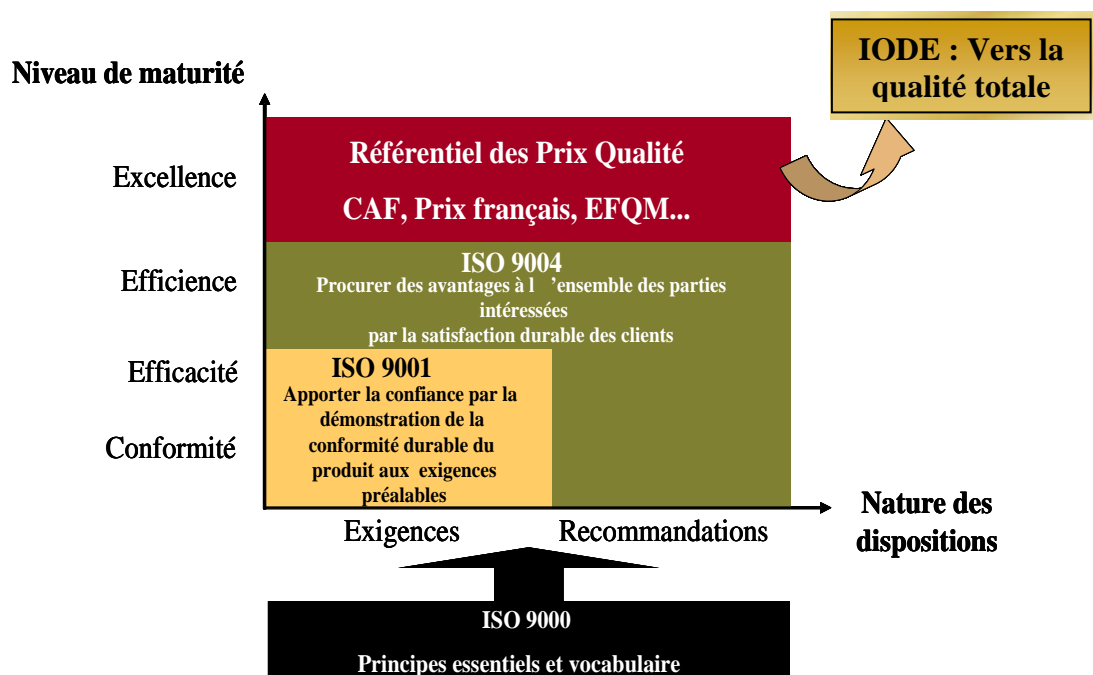 IODE : Vers la
qualité totale
Niveau de maturité
Excellence
Référentiel des Prix Qualité
CAF, Prix français, EFQM...
Efficience
ISO 9004
Procurer des avantages à l ’ensemble des parties
intéressées
par la satisfaction durable des clients
Efficacité
Conformité
ISO 9001
Apporter la confiance par la
démonstration de la
conformité durable du
produit aux exigences
préalables
Exigences
Recommandations
Nature des
dispositions
ISO 9000
Principes essentiels et vocabulaire